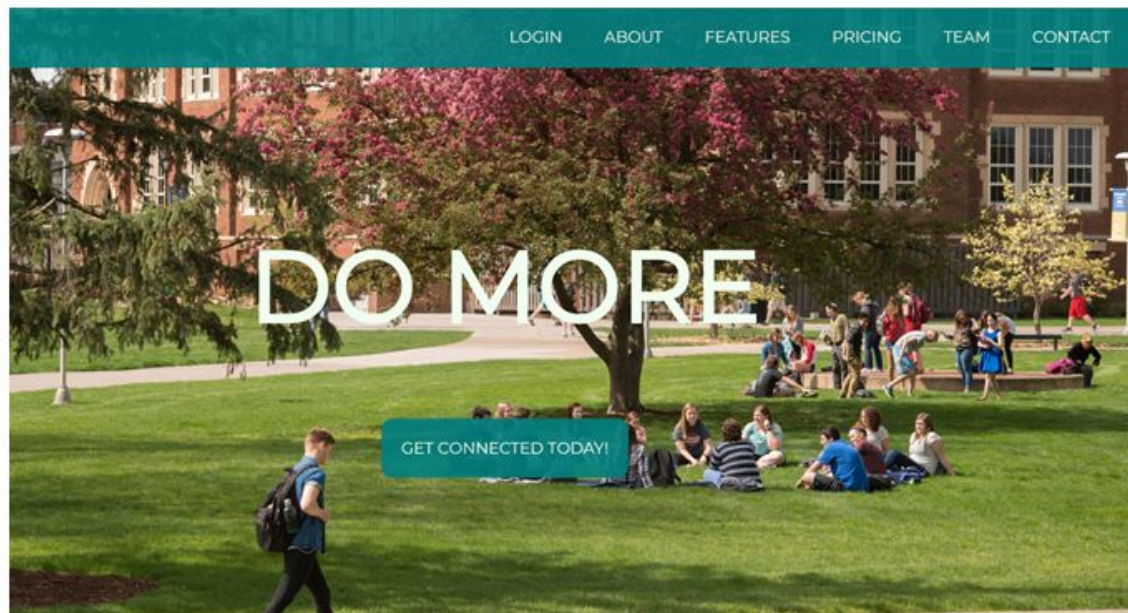 LOGIN ABOUT FEATURES PRICING TEAM CONTACT
DO MORE
GET CONNECTED TODAY!